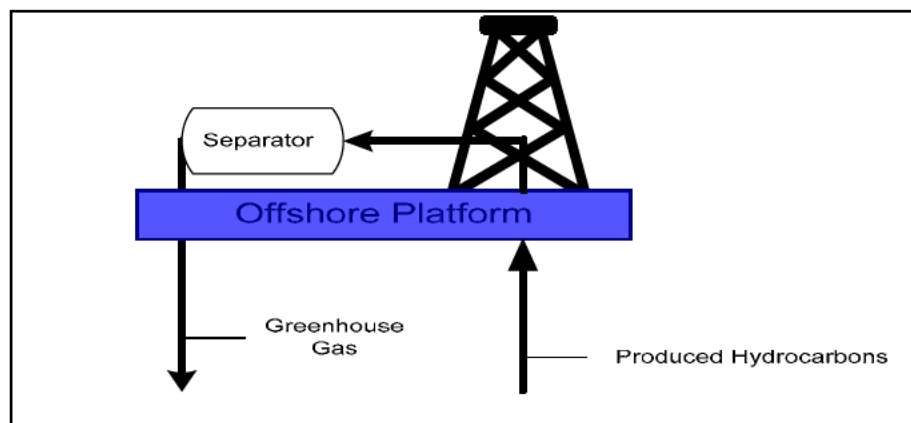 Separator
Offshore Platform
Greenhouse
Gas
Produced Hydrocarbons